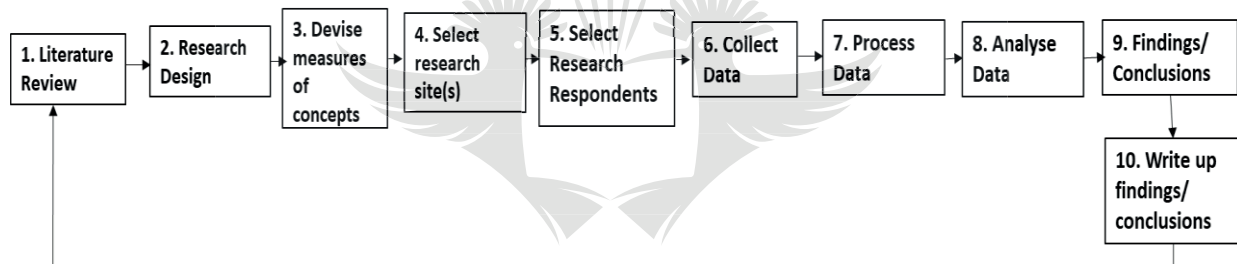 1. Literature
Review
2. Research
Design
3. Devise
measures
of
concepts
4. Select
research
site(s)
5. Select
Research
Respondents
6. Collect
Data
7. Process
Data
8. Analyse
Data
9. Findings/
Conclusions
10. Write up
findings/
conclusions